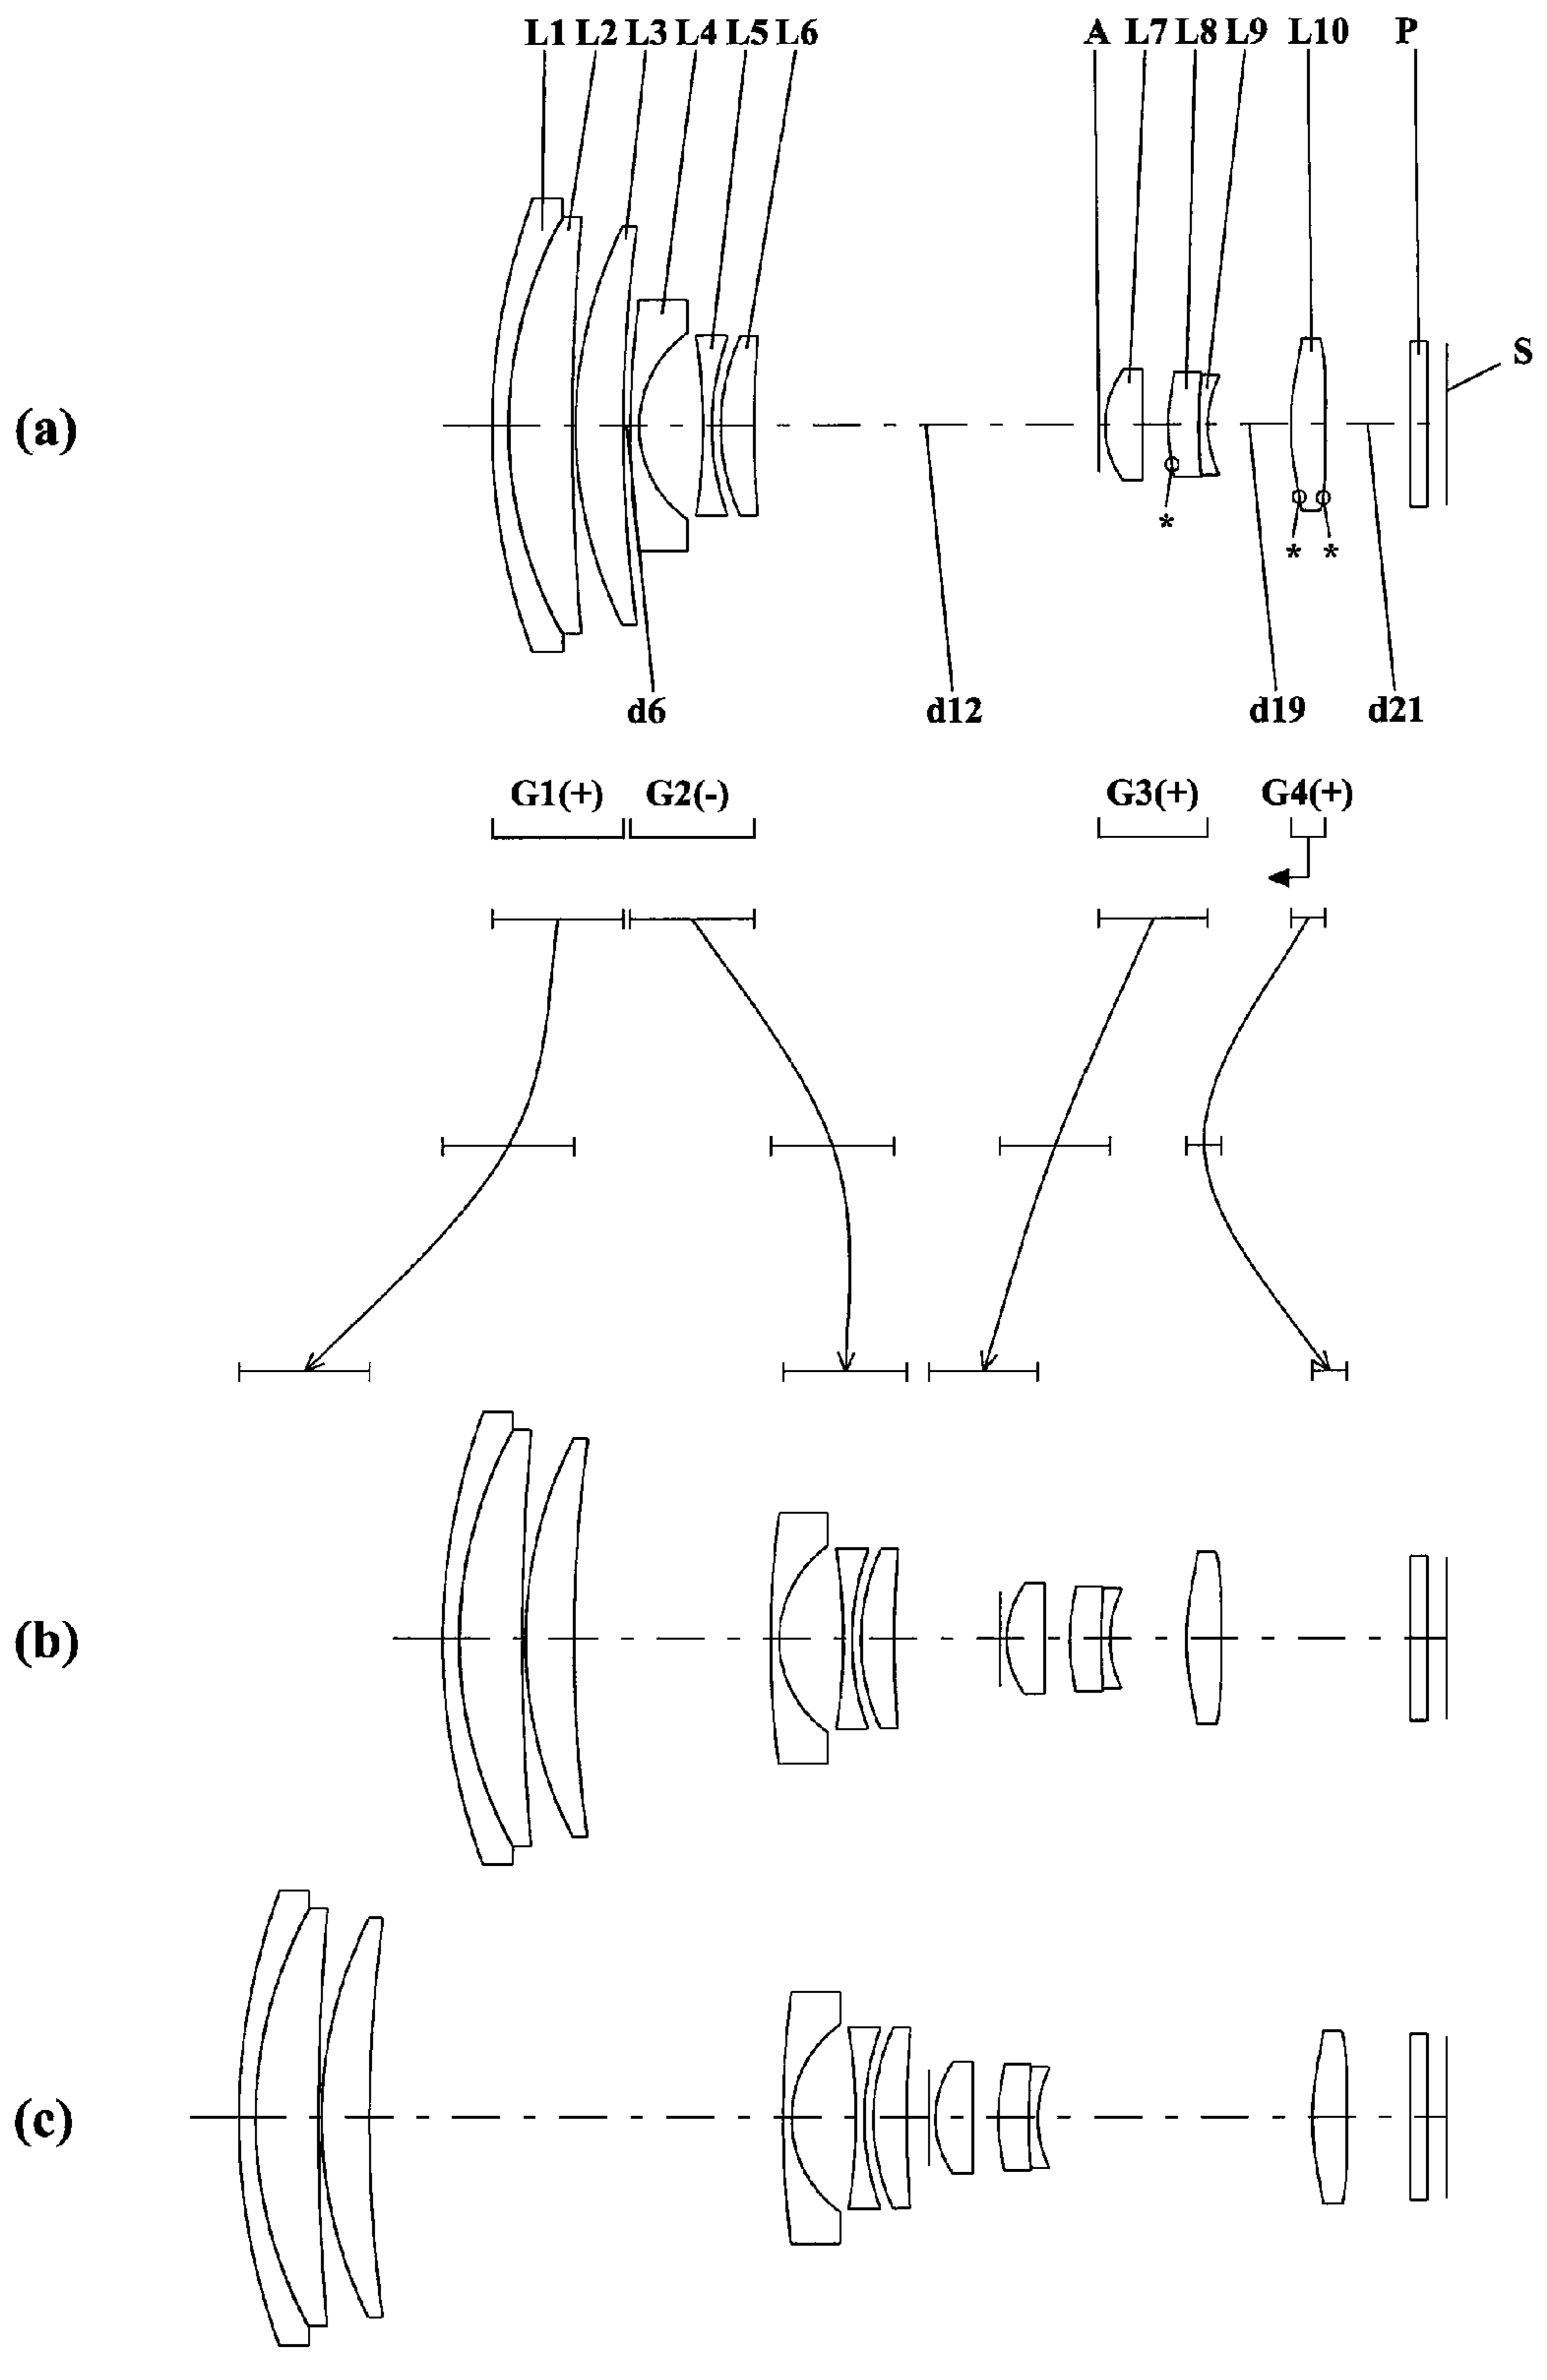 L1 L2 L3 L4 L5 L6 A L7 L8 L9 L10 P
S
(a)
*
* *
d6 d12 d19 d21
G1(+) G2(-) G3(+) G4(+)
(b)
(c)